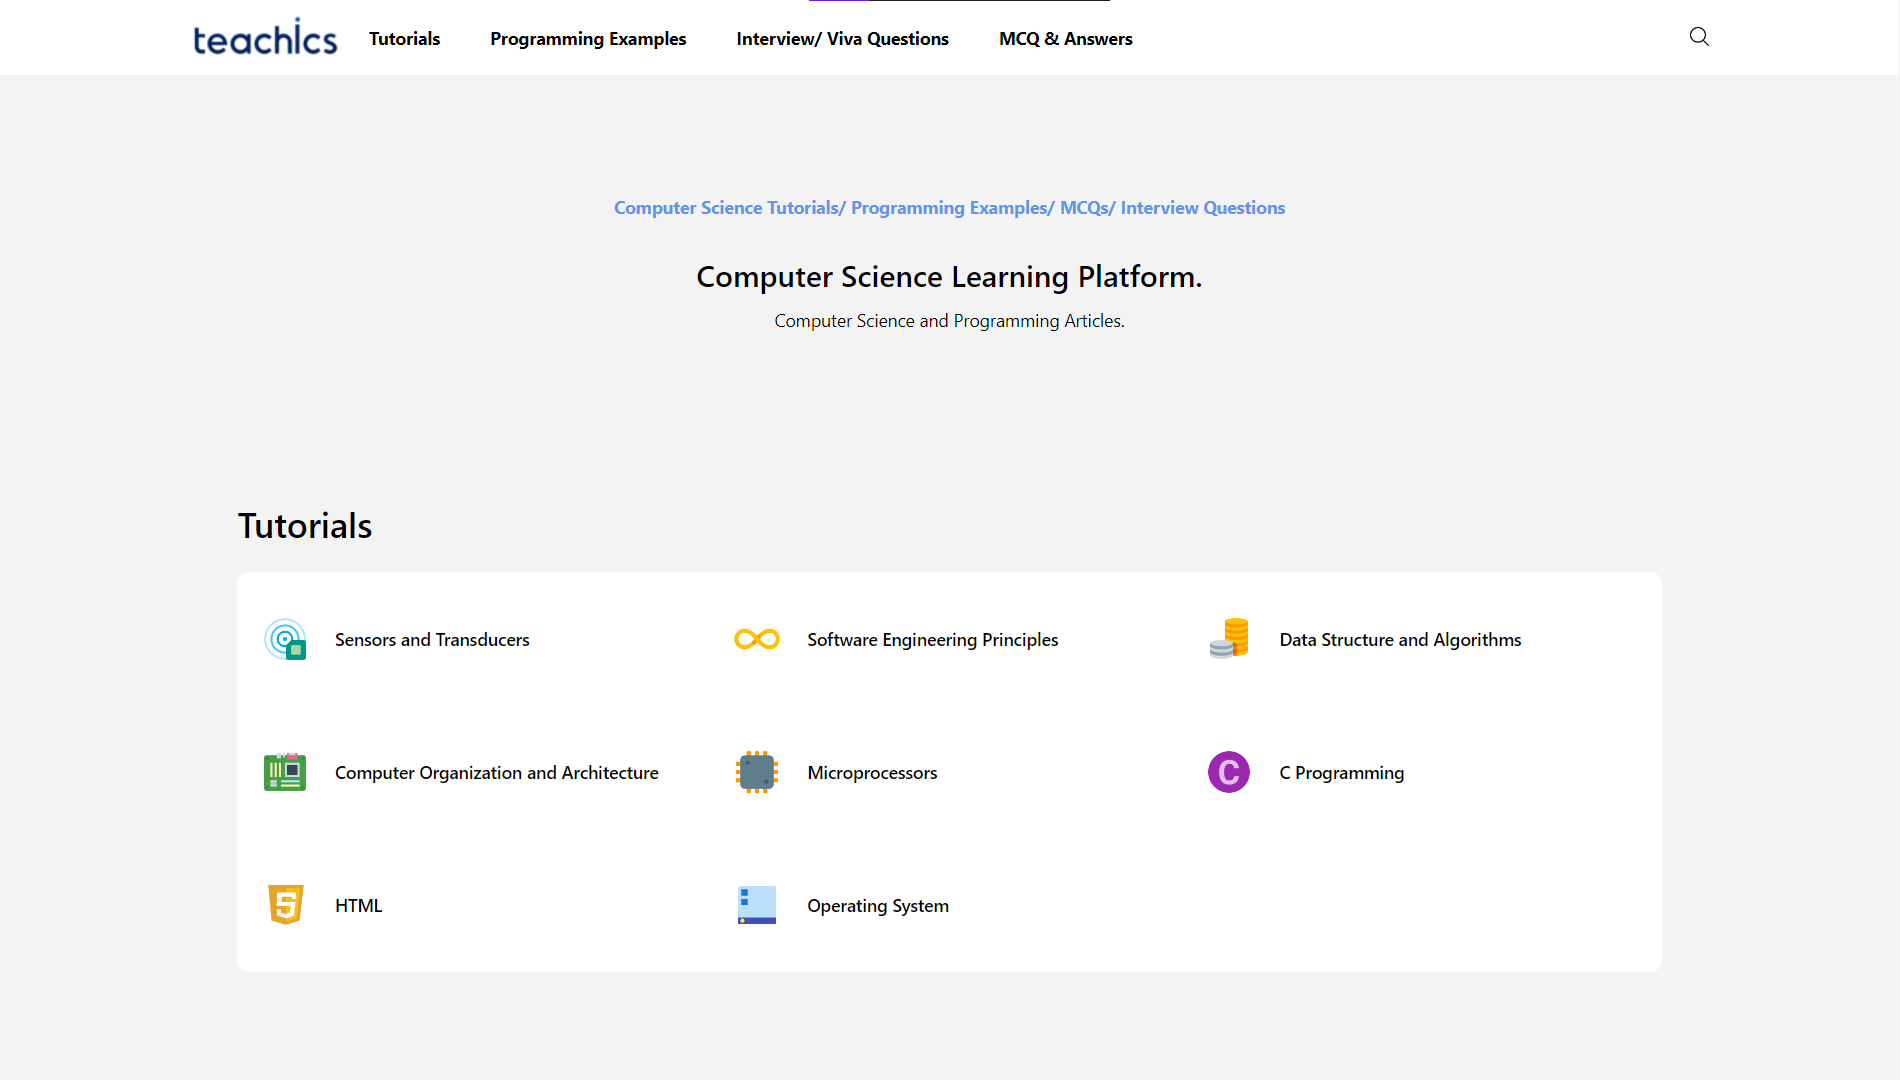 teachics
Tutorials
Programming Examples
Interview/ Viva Questions
MCQ & Answers
Computer Science Tutorials/ Programming Examples/ MCQs/ Interview Questions
Computer Science Learning Platform.
Computer Science and Programming Articles.
Tutorials
Sensors and Transducers
Software Engineering Principles
Data Structure and Algorithms
Computer Organization and Architecture
Microprocessors
C
C Programming
5
HTML
Operating System